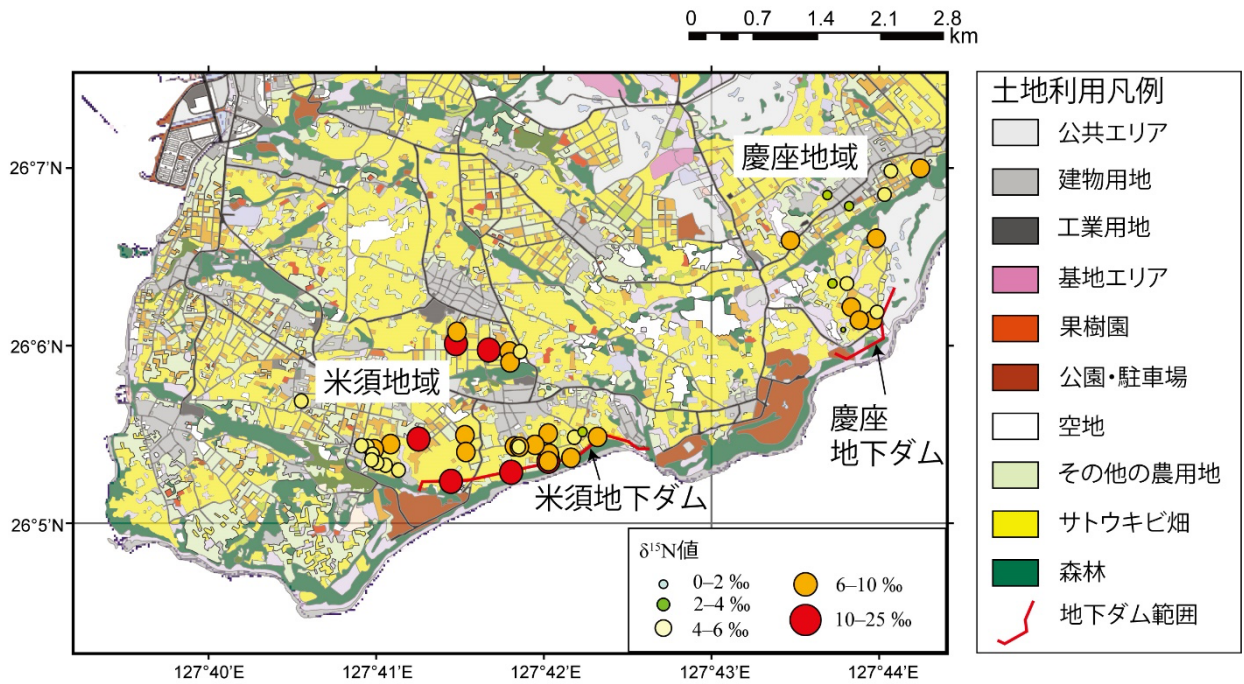 0 0.7 1.4 2.1 2.8
km
26°7'N
26°6'N
26°5'N
127°40'E 127°41'E 127°42'E 127°43'E 127°44'E
慶座地域
米須地域
慶座
地下ダム
米須地下ダム
δ¹⁵N値
0–2 ‰
2–4 ‰
4–6 ‰
6–10 ‰
10–25 ‰
土地利用凡例
公共エリア
建物用地
工業用地
基地エリア
果樹園
公園・駐車場
空地
その他の農用地
サトウキビ畑
森林
地下ダム範囲